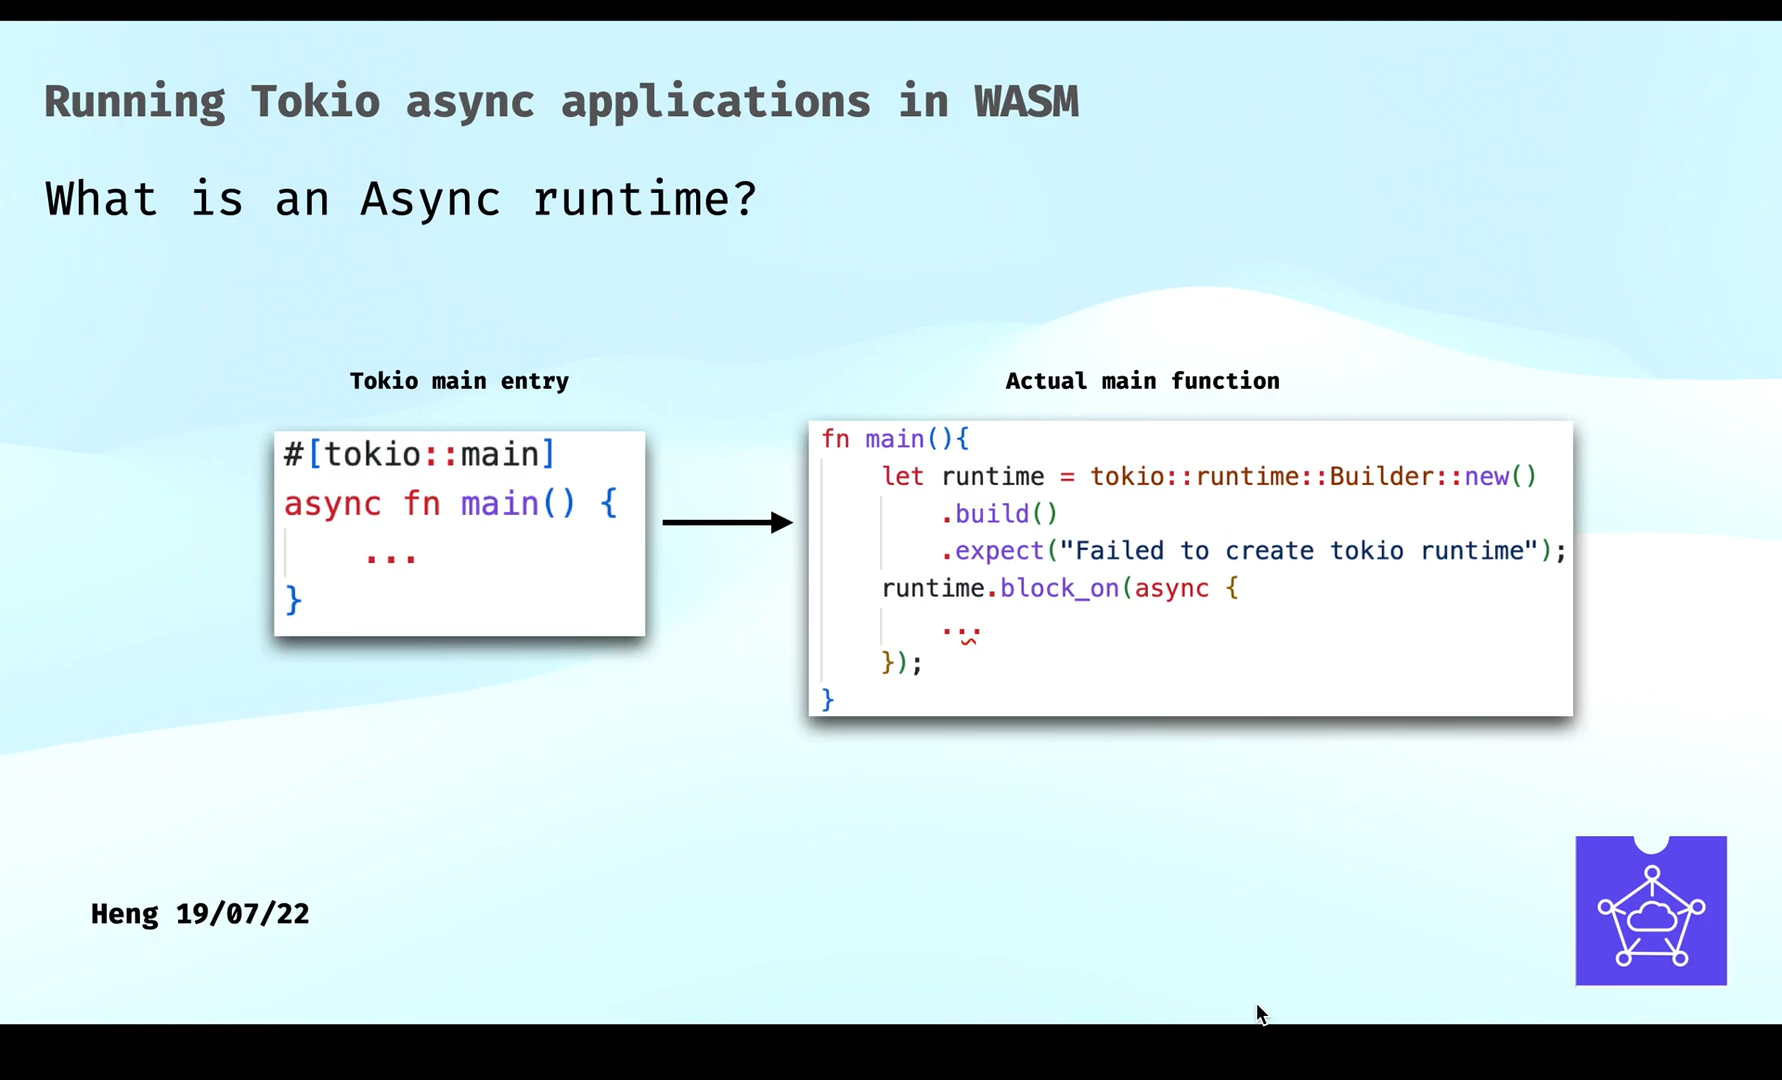 Running Tokio async applications in WASM
What is an Async runtime?
Tokio main entry
#[tokio::main]
async fn main() {
...
}
Actual main function
fn main(){
let runtime = tokio::runtime::Builder::new()
.build()
.expect("Failed to create tokio runtime");
runtime.block_on(async {
...
});
}
Heng 19/07/22